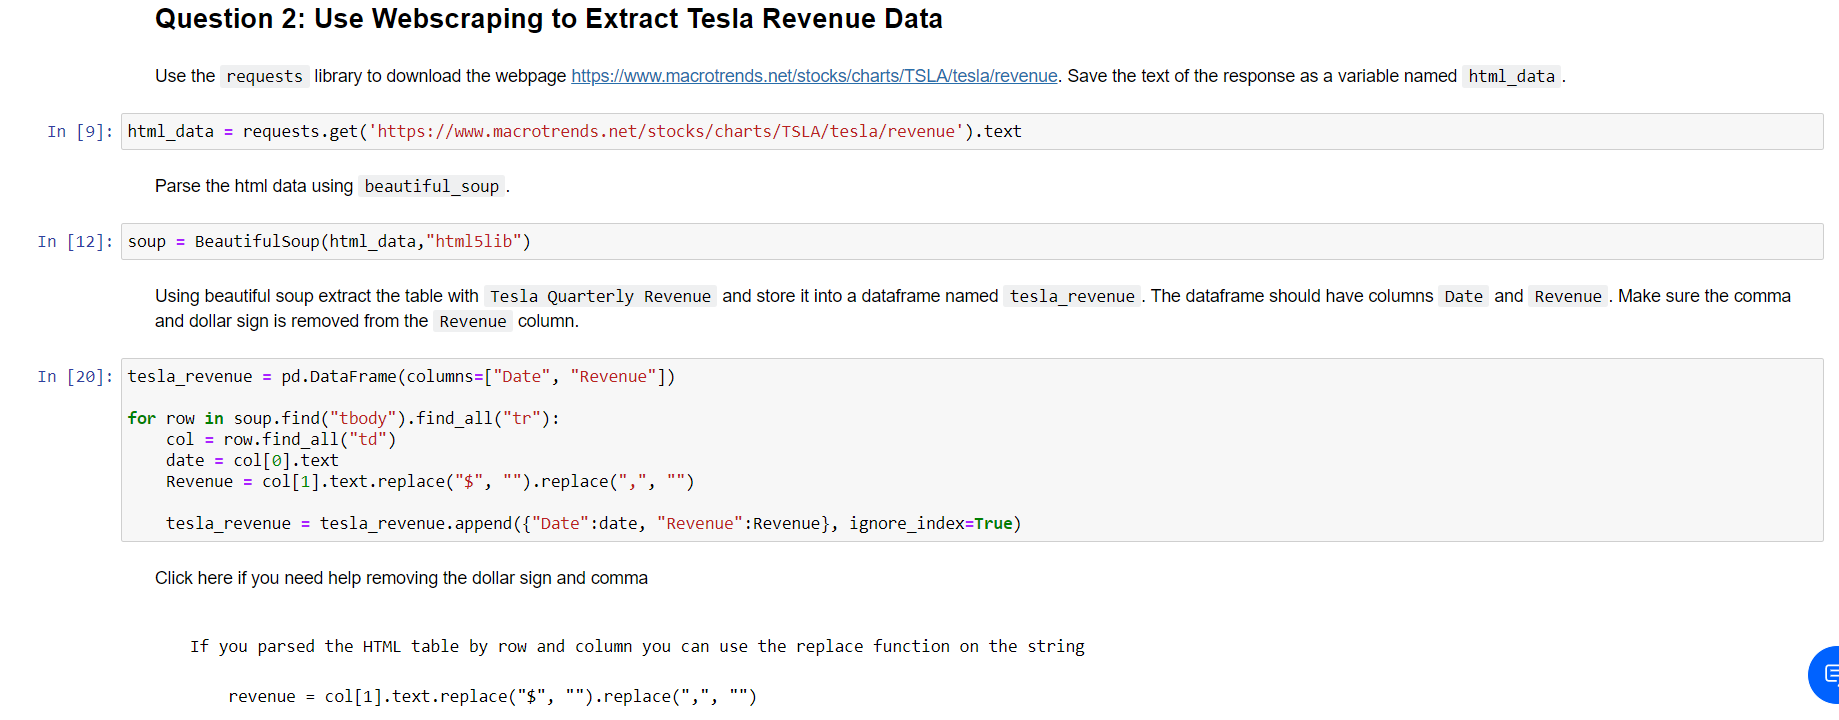 Question 2: Use Webscraping to Extract Tesla Revenue Data
Use the requests library to download the webpage https://www.macrotrends.net/stocks/charts/TSLA/tesla/revenue. Save the text of the response as a variable named html_data .
In [9]: html_data = requests.get('https://www.macrotrends.net/stocks/charts/TSLA/tesla/revenue').text
Parse the html data using beautiful_soup .
In [12]: soup = BeautifulSoup(html_data,"html5lib")
Using beautiful soup extract the table with Tesla Quarterly Revenue and store it into a dataframe named tesla_revenue . The dataframe should have columns Date and Revenue . Make sure the comma
and dollar sign is removed from the Revenue column.
In [20]: tesla_revenue = pd.DataFrame(columns=["Date", "Revenue"])
for row in soup.find("tbody").find_all("tr"):
    col = row.find_all("td")
    date = col[0].text
    Revenue = col[1].text.replace("$", "").replace(",", "")
    tesla_revenue = tesla_revenue.append({"Date":date, "Revenue":Revenue}, ignore_index=True)
Click here if you need help removing the dollar sign and comma
If you parsed the HTML table by row and column you can use the replace function on the string
    revenue = col[1].text.replace("$", "").replace(",", "")